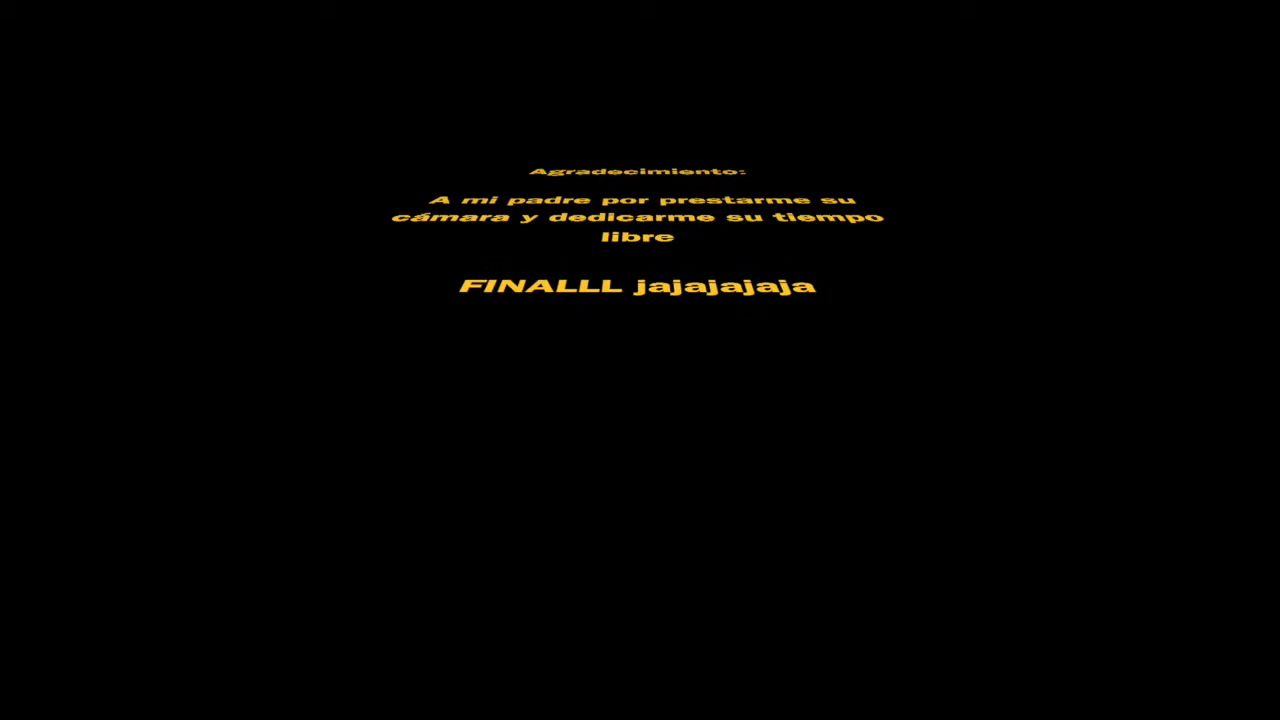 Agradecimiento:
A mi padre por prestarme su
cámara y dedicarme su tiempo
libre
FINALLL jajajajaja